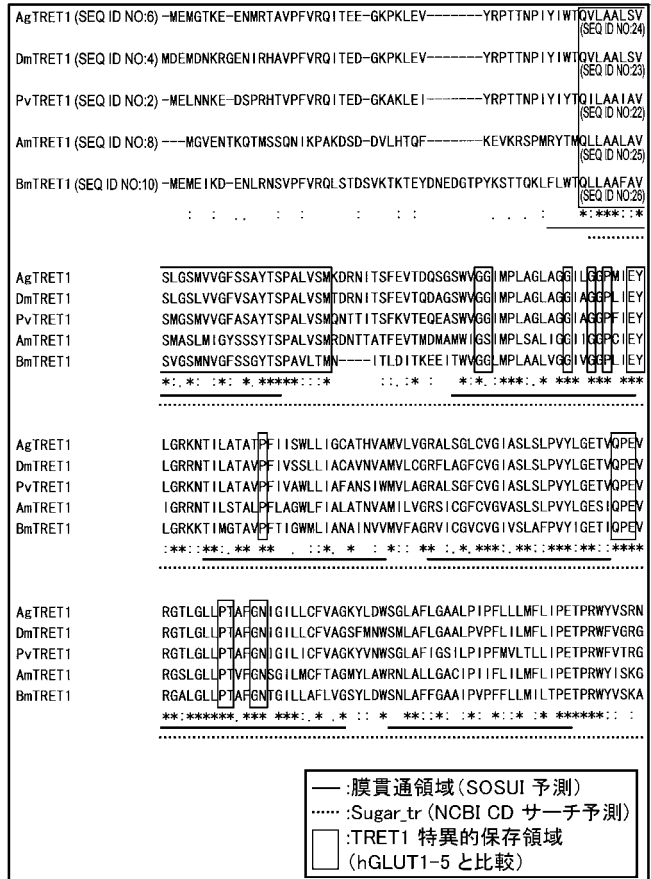 AgTRET1 (SEQ ID NO:6) -MEMGTKE-ENMRTAVPFVRQITEE-GKPKLEV-------YRPTTNPIYIWTQVLAALSV
(SEQ ID NO:24)
DmTRET1 (SEQ ID NO:4) MDEMDNKRGENIRHAVPFVRQITED-GKPKLEV-------YRPTTNPIYIWTQVLAALSV
(SEQ ID NO:23)
PvTRET1 (SEQ ID NO:2) -MELNNKE-DSPRHTVPFVRQITED-GKAKLEI-------YRPTTNPIYIYTQILAAIAV
(SEQ ID NO:22)
AmTRET1 (SEQ ID NO:8) ---MGVENTKQTMSSQNIKPAKDSD-DVLHTQF-------KEVKRSPMRYTMQLLAALAV
(SEQ ID NO:25)
BmTRET1 (SEQ ID NO:10) -MEMEIKD-ENLRNSVPFVRQLSTDSVKTKTEYDNEDGTPYKSTTQKLFLWTQLLAAFAV
(SEQ ID NO:26)
AgTRET1 SLGSMVVGFSSAYTSPALVSMKDRNITSFEVTDQSGSWVGGIMPLAGLAGGILGGPMIEY
DmTRET1 SLGSLVVGFVSAYTSPALVSMTDRNITSFEVTQDAGSWVGGIMPLAGLAGGIAGGPLIEY
PvTRET1 SMGSMVVGFASAYTSPALVSMQNTTITSFKVTEQEASWVGGIMPLAGLAGGIAGGPFIEY
AmTRET1 SMASLMIGYSSSYTSPALVSMRDNTTATFEVTMDMAMWIGSIMPLSALIGGIIGGPCIEY
BmTRET1 SVGSMNVGFSSGYTSPAVLTMN----ITLDITKEEITWVGGLMPLAALVGGIVGGPLIEY
AgTRET1 LGRKNTILATATPFIISWLLIGCATHVAMVLVGRALSGLCVGIASLSLPVYLGETVQPEV
DmTRET1 LGRRNTILATAVPFIVSSLLIACAVNVAMVLCGRFLAGFCVGIASLSLPVYLGETVQPEV
PvTRET1 LGRKNTILATAVPFIVAWLLIAFANSIWMVLAGRALSGFCVGIASLSLPVYLGETVQPEV
AmTRET1 IGRRNTILSTALPFLAGWLFIALATNVAMILVGRSICGFCVGVASLSLPVYLGESIQPEV
BmTRET1 LGRKKTIMGTAVPFTIGWMLIANAINVVMVFAGRVICGVCVGIVSLAFPVYIGETIQPEV
AgTRET1 RGTLGLLPTAFGNIGILLCFVAGKYLDWSGLAFLGAALPIPFLLLMFLIPETPRWYVSRN
DmTRET1 RGTLGLLPTAFGNIGILLCFVAGSFMNWSMLAFLGAALPVPFLILMFLIPETPRWFVGRG
PvTRET1 RGTLGLLPTAFGNIGILICFVAGKYVNWSGLAFIGSILPIPFMVLTLLIPETPRWFVTRG
AmTRET1 RGSLGLLPTVFGNSGILMCFTAGMYLAWRNLALLGACIPIIFLILMFLIPETPRWYISKG
BmTRET1 RGALGLLPTAFGNTGILLAFLVGSYLDWSNLAFFGAAIPVPFFLLMILTPETPRWYVSKA
:膜貫通領域(SOSUI 予測)
:Sugar_tr (NCBI CD サーチ予測)
:TRET1 特異的保存領域
(hGLUT1-5 と比較)